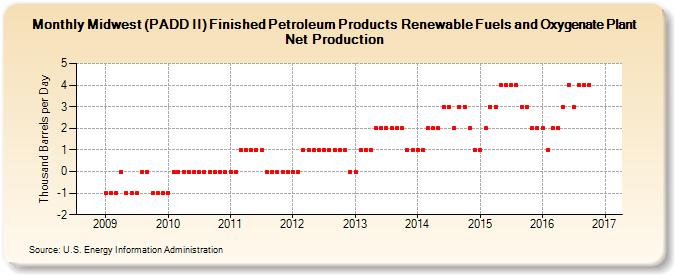 Monthly Midwest (PADD II) Finished Petroleum Products Renewable Fuels and Oxygenate Plant
Net Production
Thousand Barrels per Day
5
4
3
2
1
0
-1
-2
2009 2010 2011 2012 2013 2014 2015 2016 2017
Source: U.S. Energy Information Administration